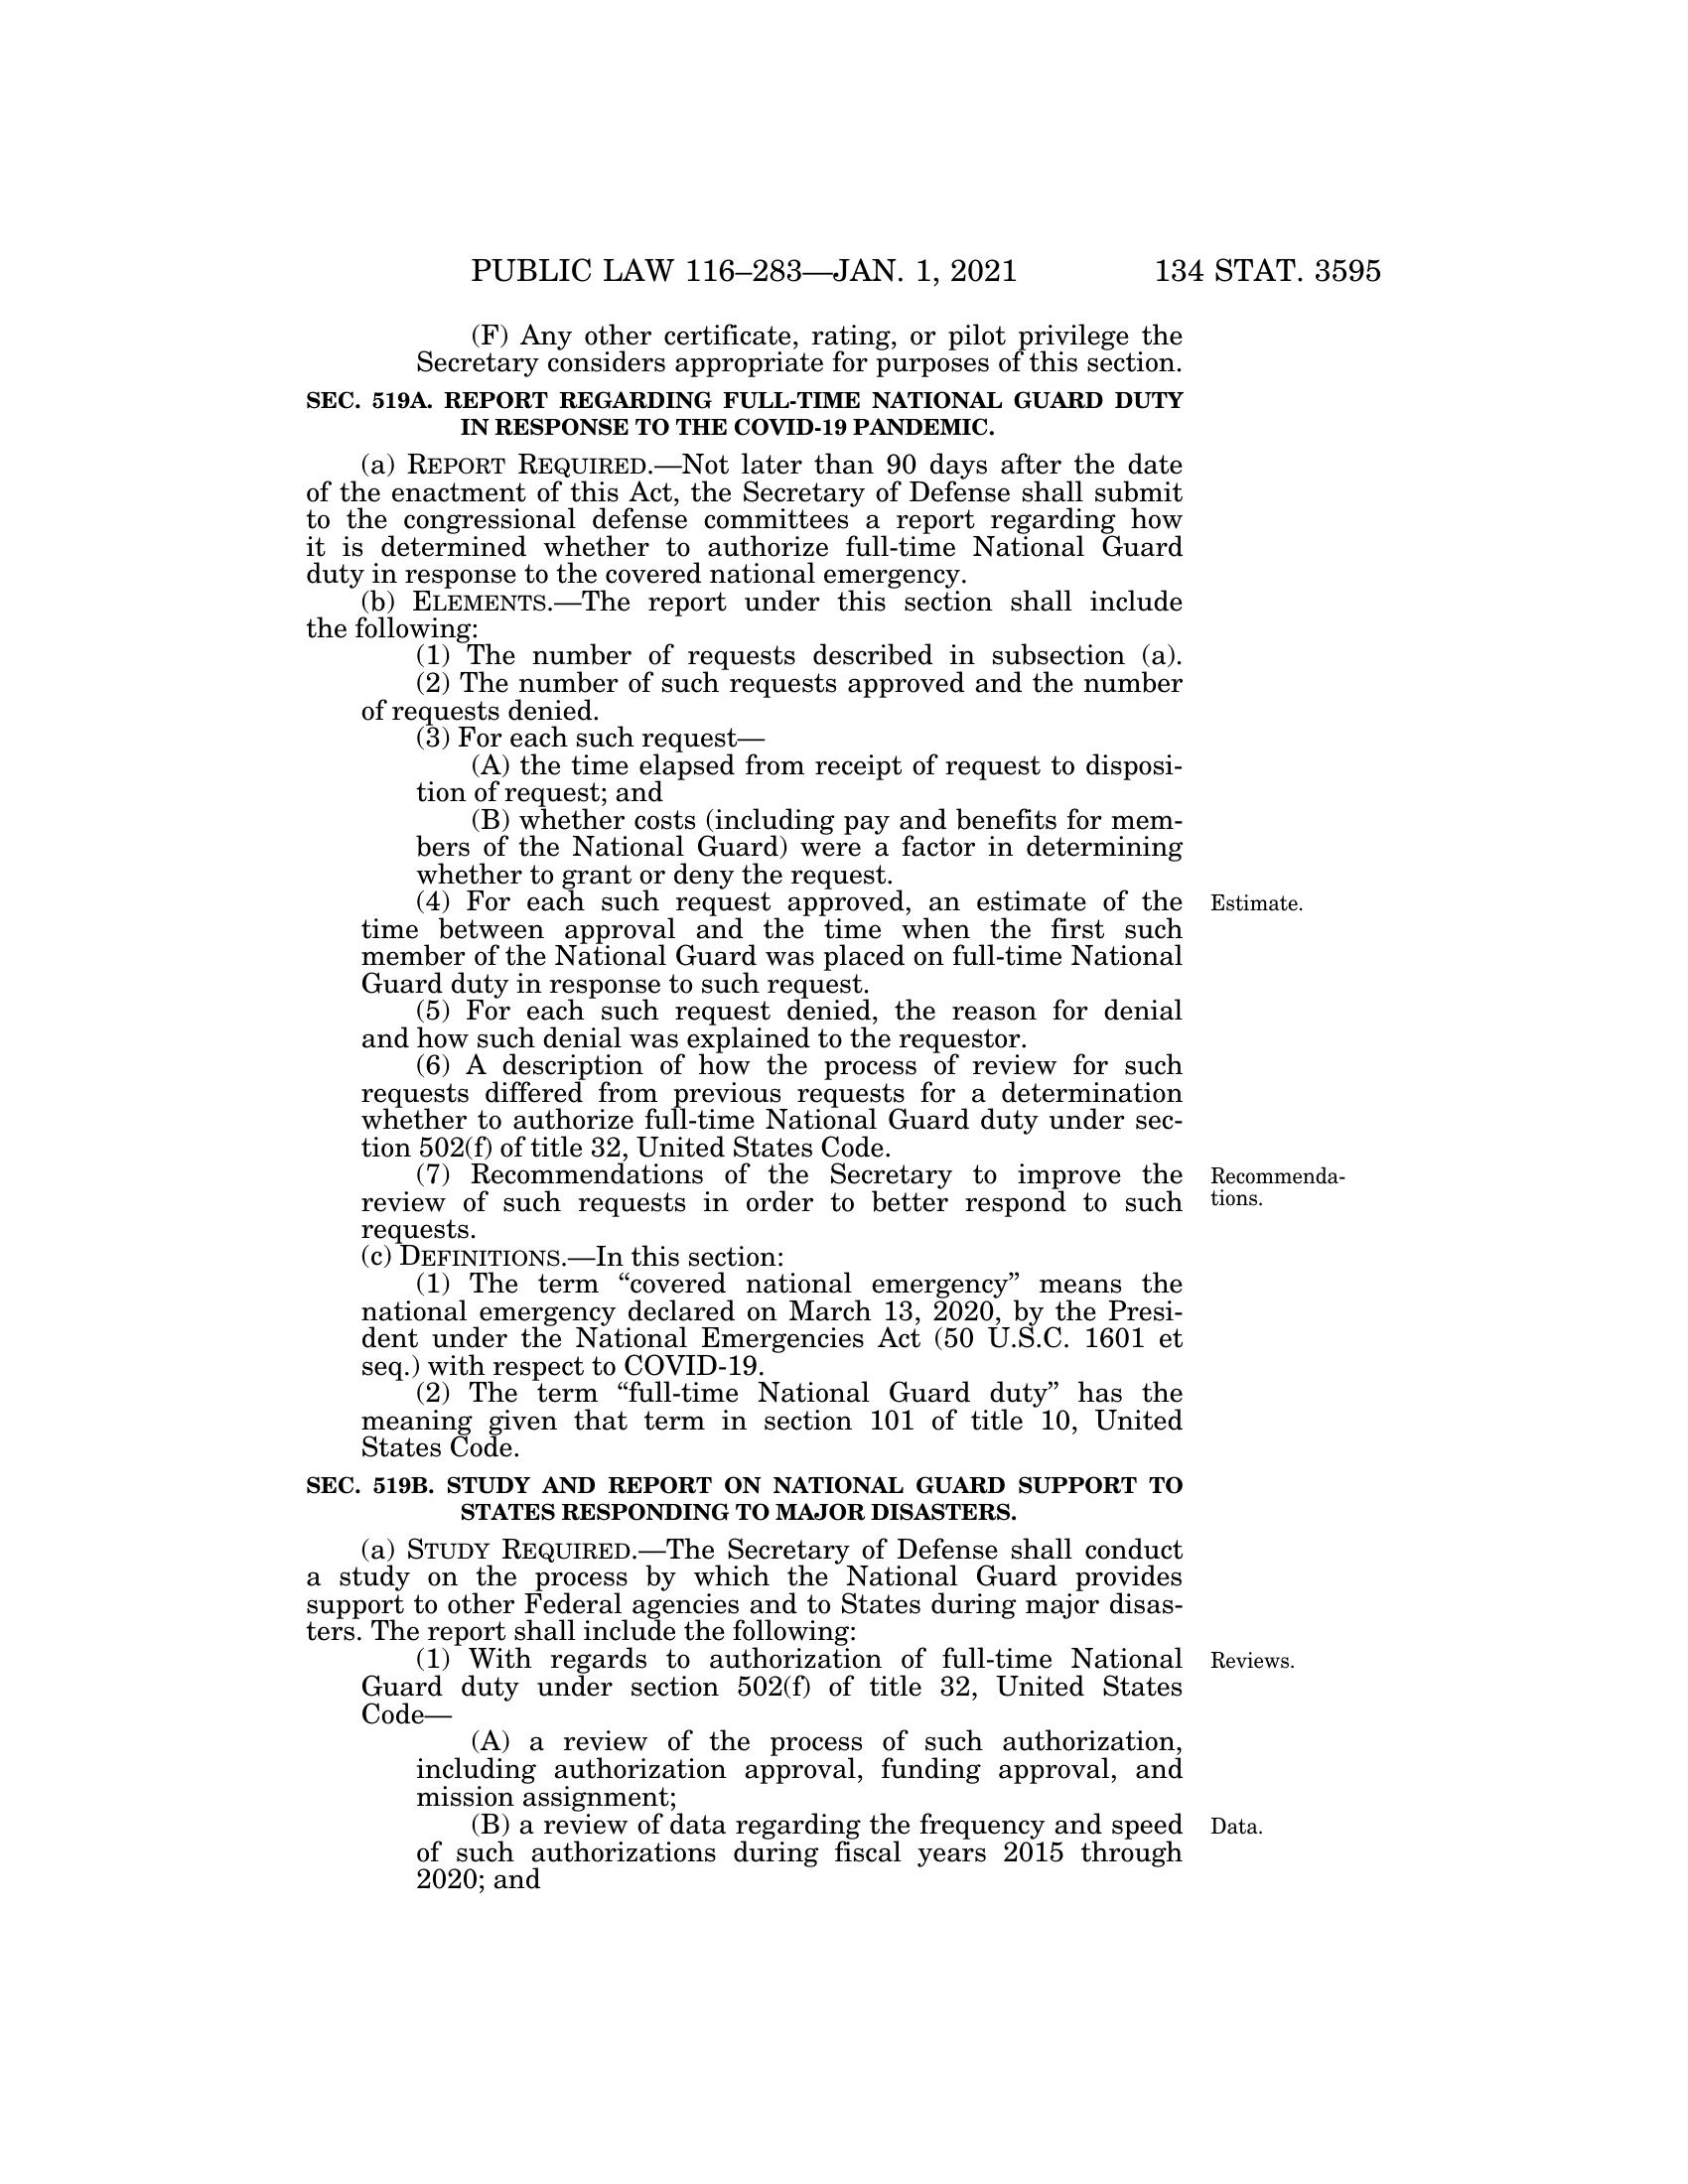 PUBLIC LAW 116–283—JAN. 1, 2021 134 STAT. 3595
(F) Any other certificate, rating, or pilot privilege the
Secretary considers appropriate for purposes of this section.
SEC. 519A. REPORT REGARDING FULL-TIME NATIONAL GUARD DUTY
IN RESPONSE TO THE COVID-19 PANDEMIC.
(a) REPORT REQUIRED.—Not later than 90 days after the date
of the enactment of this Act, the Secretary of Defense shall submit
to the congressional defense committees a report regarding how
it is determined whether to authorize full-time National Guard
duty in response to the covered national emergency.
(b) ELEMENTS.—The report under this section shall include
the following:
(1) The number of requests described in subsection (a).
(2) The number of such requests approved and the number
of requests denied.
(3) For each such request—
(A) the time elapsed from receipt of request to disposi-
tion of request; and
(B) whether costs (including pay and benefits for mem-
bers of the National Guard) were a factor in determining
whether to grant or deny the request.
(4) For each such request approved, an estimate of the
Estimate.
time between approval and the time when the first such
member of the National Guard was placed on full-time National
Guard duty in response to such request.
(5) For each such request denied, the reason for denial
and how such denial was explained to the requestor.
(6) A description of how the process of review for such
requests differed from previous requests for a determination
whether to authorize full-time National Guard duty under sec-
tion 502(f) of title 32, United States Code.
(7) Recommendations of the Secretary to improve the
Recommenda-
tions.
review of such requests in order to better respond to such
requests.
(c) DEFINITIONS.—In this section:
(1) The term “covered national emergency” means the
national emergency declared on March 13, 2020, by the Presi-
dent under the National Emergencies Act (50 U.S.C. 1601 et
seq.) with respect to COVID-19.
(2) The term “full-time National Guard duty” has the
meaning given that term in section 101 of title 10, United
States Code.
SEC. 519B. STUDY AND REPORT ON NATIONAL GUARD SUPPORT TO
STATES RESPONDING TO MAJOR DISASTERS.
(a) STUDY REQUIRED.—The Secretary of Defense shall conduct
a study on the process by which the National Guard provides
support to other Federal agencies and to States during major disas-
ters. The report shall include the following:
(1) With regards to authorization of full-time National
Reviews.
Guard duty under section 502(f) of title 32, United States
Code—
(A) a review of the process of such authorization,
including authorization approval, funding approval, and
mission assignment;
(B) a review of data regarding the frequency and speed
Data.
of such authorizations during fiscal years 2015 through
2020; and